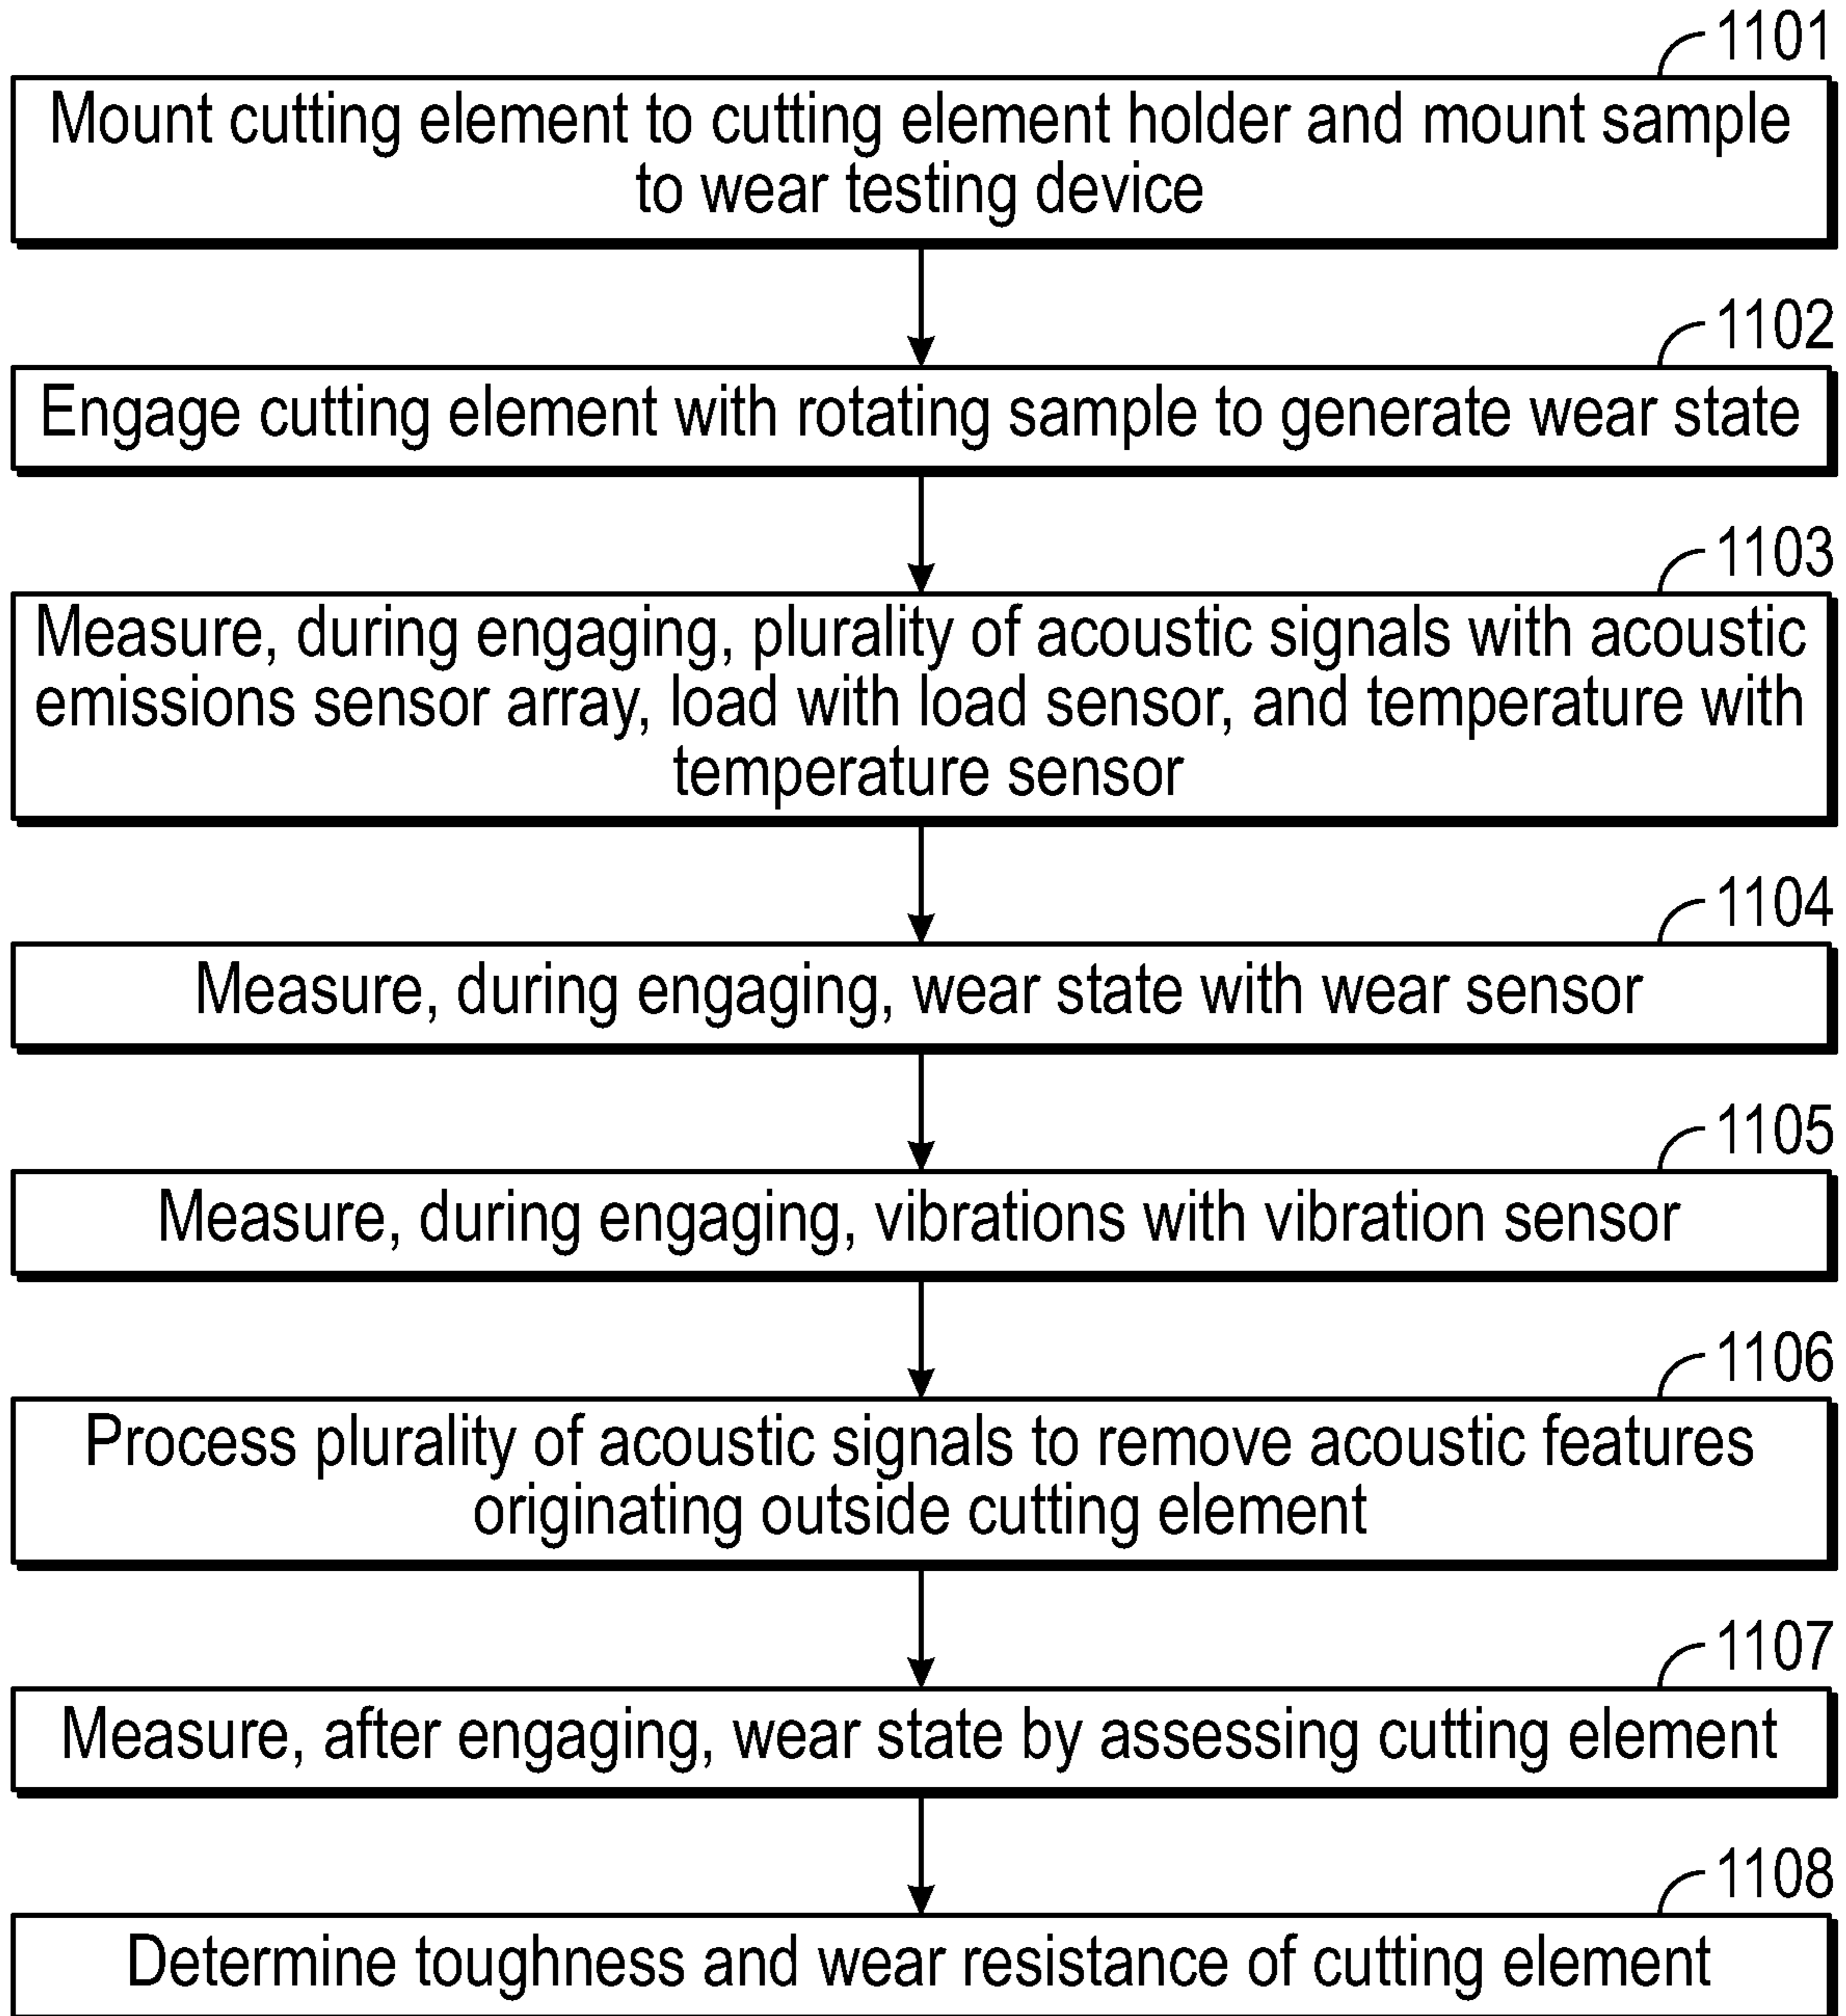 1101
Mount cutting element to cutting element holder and mount sample
to wear testing device
1102
Engage cutting element with rotating sample to generate wear state
1103
Measure, during engaging, plurality of acoustic signals with acoustic
emissions sensor array, load with load sensor, and temperature with
temperature sensor
1104
Measure, during engaging, wear state with wear sensor
1105
Measure, during engaging, vibrations with vibration sensor
1106
Process plurality of acoustic signals to remove acoustic features
originating outside cutting element
1107
Measure, after engaging, wear state by assessing cutting element
1108
Determine toughness and wear resistance of cutting element